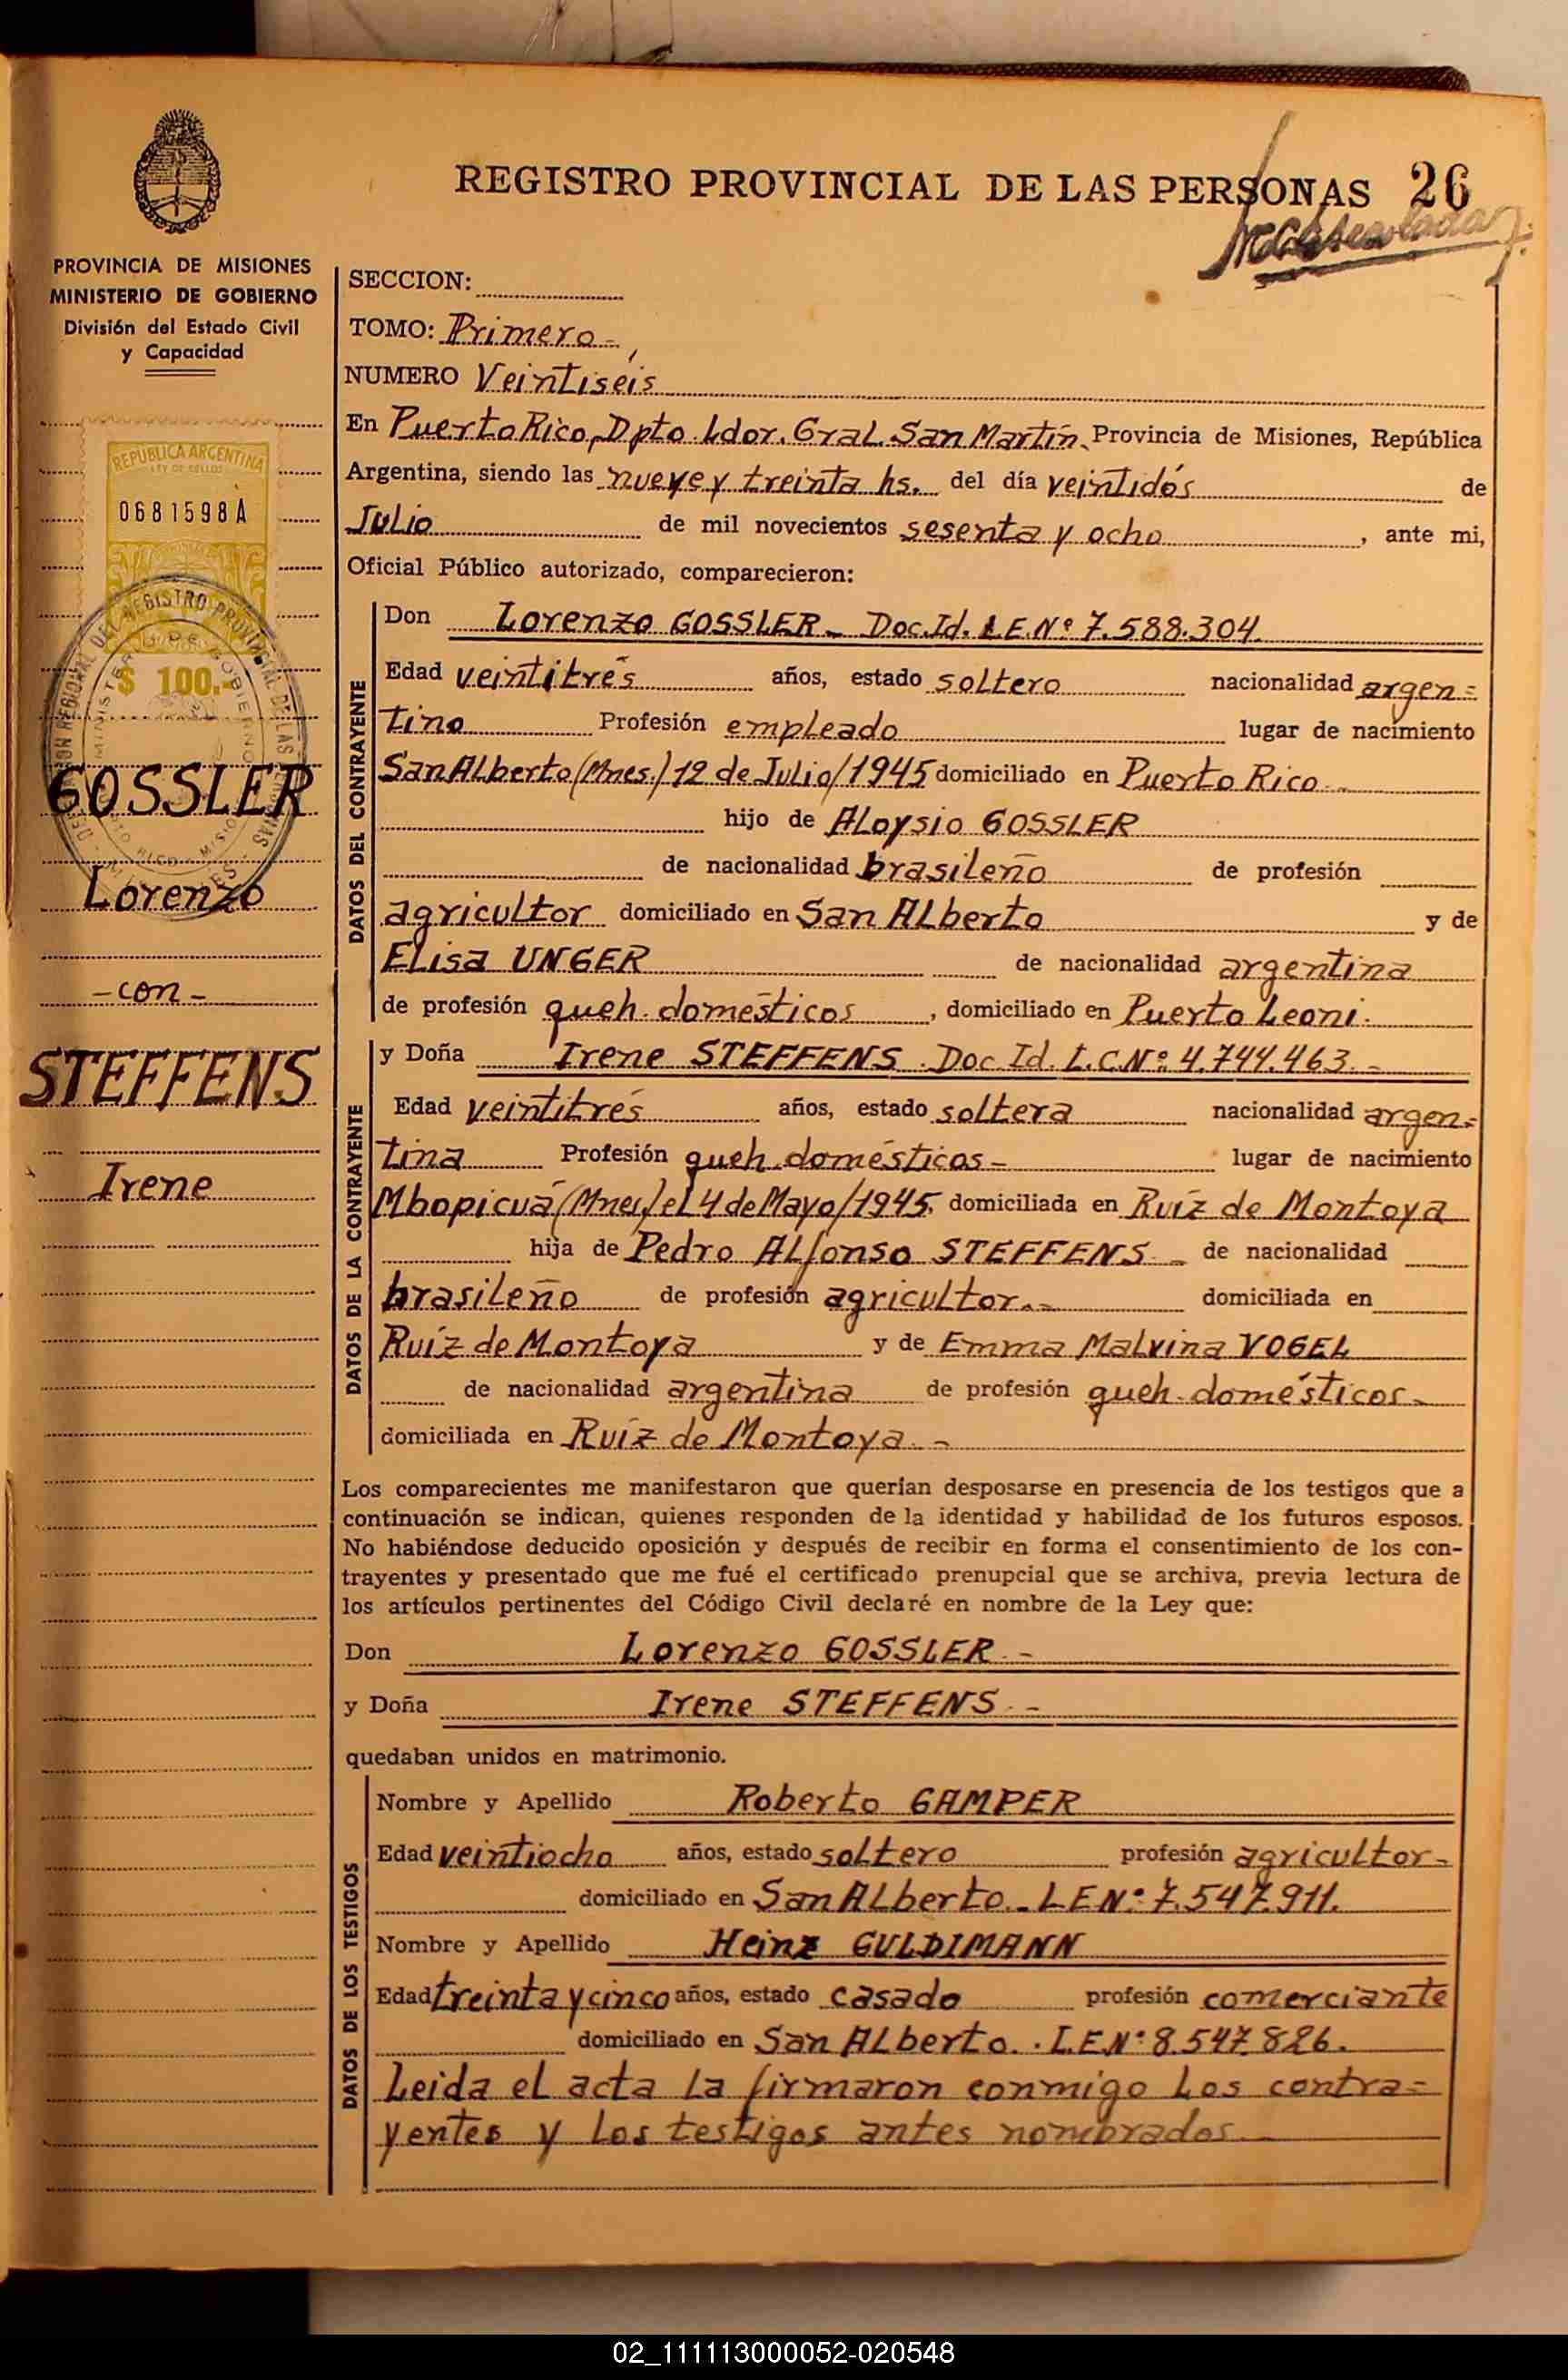 REGISTRO PROVINCIAL DE LAS PERSONAS 26
PROVINCIA DE MISIONES
MINISTERIO DE GOBIERNO
División del Estado Civil
y Capacidad
REPUBLICA ARGENTINA
LEY DE SELLOS
0681598A
$ 100.-
GOSSLER
Lorenzo
-con-
STEFFENS
Irene
SECCION:
TOMO: Primero-
NUMERO Veintiséis
En Puerto Rico, Dpto. Ldor. Gral. San Martín, Provincia de Misiones, República
Argentina, siendo las nueve y treinta hs. del día veintidós de
Julio de mil novecientos sesenta y ocho, ante mi,
Oficial Público autorizado, comparecieron:
DATOS DEL CONTRAYENTE
Don Lorenzo GOSSLER- Doc.Id. L.E.Nº 7.588.304.
Edad veintitrés años, estado soltero nacionalidad argen=
tino Profesión empleado lugar de nacimiento
San Alberto (Mnes.) 12 de Julio/1945 domiciliado en Puerto Rico.-
hijo de Aloysio GOSSLER
de nacionalidad brasileño de profesión
agricultor domiciliado en San Alberto y de
Elisa UNGER de nacionalidad argentina
de profesión queh. domésticos, domiciliado en Puerto Leoni.
DATOS DE LA CONTRAYENTE
y Doña Irene STEFFENS. Doc. Id. L.C.Nº: 4.744.463.-
Edad veintitrés años, estado soltera nacionalidad argen=
tina Profesión queh. domésticos- lugar de nacimiento
Mbopicuá (Mnes.) el 4 de Mayo/1945, domiciliada en Ruíz de Montoya
hija de Pedro Alfonso STEFFENS- de nacionalidad
brasileño de profesión agricultor.- domiciliada en
Ruíz de Montoya y de Emma Malvina VOGEL
de nacionalidad argentina de profesión queh. domésticos-
domiciliada en Ruíz de Montoya.-
Los comparecientes me manifestaron que querían desposarse en presencia de los testigos que a
continuación se indican, quienes responden de la identidad y habilidad de los futuros esposos.
No habiéndose deducido oposición y después de recibir en forma el consentimiento de los con-
trayentes y presentado que me fué el certificado prenupcial que se archiva, previa lectura de
los artículos pertinentes del Código Civil declaré en nombre de la Ley que:
Don Lorenzo GOSSLER.-
y Doña Irene STEFFENS.-
quedaban unidos en matrimonio.
DATOS DE LOS TESTIGOS
Nombre y Apellido Roberto GAMPER
Edad veintiocho años, estado soltero profesión agricultor-
domiciliado en San Alberto.- L.E.Nº: 7.547.911.
Nombre y Apellido Heinz GULDIMANN
Edad treinta y cinco años, estado casado profesión comerciante
domiciliado en San Alberto.. L.E.Nº: 8.547.826.
Leida el acta la firmaron conmigo los contra=
yentes y los testigos antes nombrados.-
02_111113000052-020548